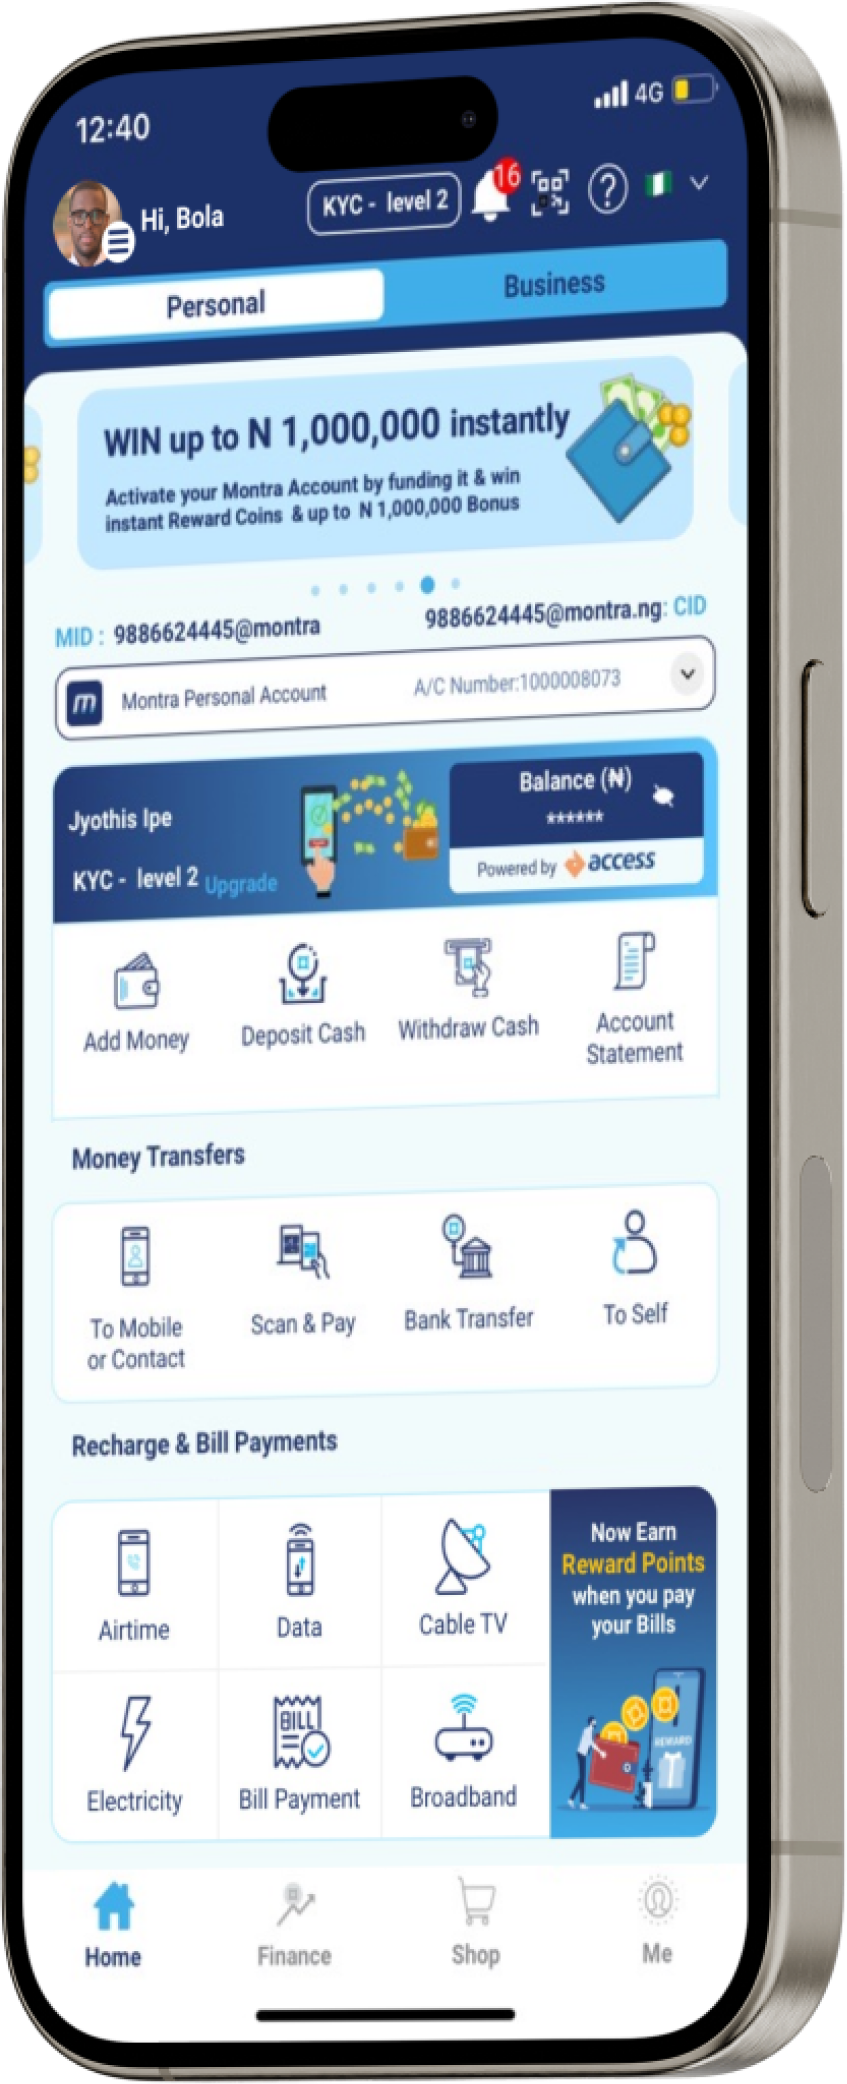 12:40
4G
Hi, Bola
KYC - level 2
16
Personal
Business
WIN up to N 1,000,000 instantly
Activate your Montra Account by funding it & win
instant Reward Coins & up to N 1,000,000 Bonus
MID : 9886624445@montra
9886624445@montra.ng: CID
m
Montra Personal Account
A/C Number:1000008073
Jyothis Ipe
KYC - level 2 Upgrade
Balance (₦)
******
Powered by access
Add Money
Deposit Cash
Withdraw Cash
Account
Statement
Money Transfers
To Mobile
or Contact
Scan & Pay
Bank Transfer
To Self
Recharge & Bill Payments
Airtime
Data
Cable TV
Electricity
BILL
Bill Payment
Broadband
Now Earn
Reward Points
when you pay
your Bills
REWARD
Home
Finance
Shop
Me